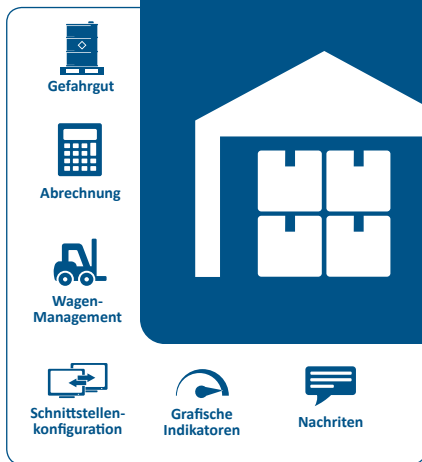 Gefahrgut
Abrechnung
Wagen-
Management
Schnittstellen-
konfiguration
Grafische
Indikatoren
Nachriten